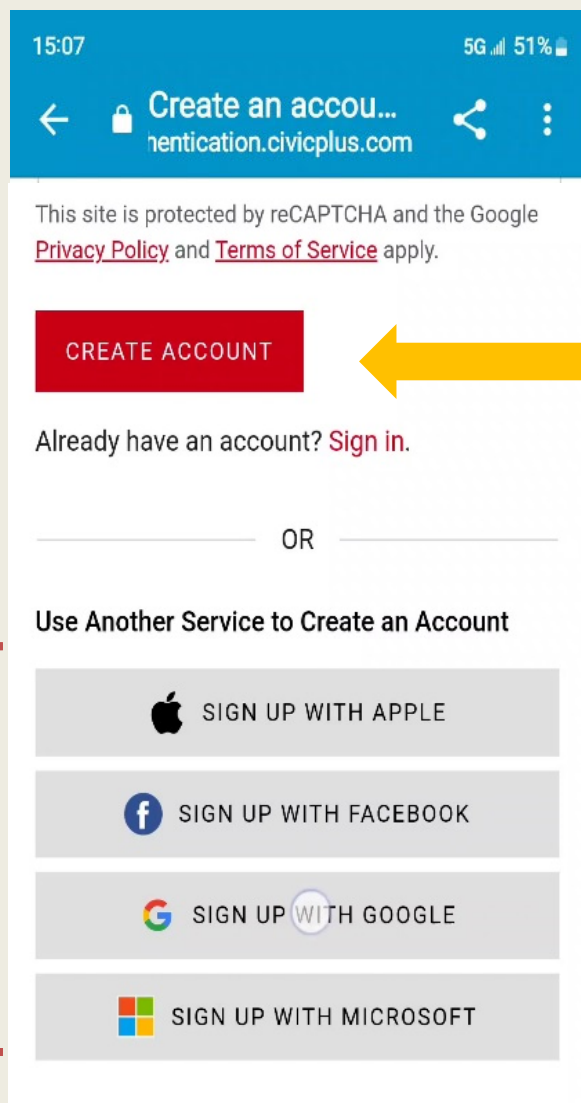 15:07 5G 51%
Create an accou...
hentication.civicplus.com
This site is protected by reCAPTCHA and the Google
Privacy Policy and Terms of Service apply.
CREATE ACCOUNT
Already have an account? Sign in.
OR
Use Another Service to Create an Account
SIGN UP WITH APPLE
SIGN UP WITH FACEBOOK
SIGN UP WITH GOOGLE
SIGN UP WITH MICROSOFT